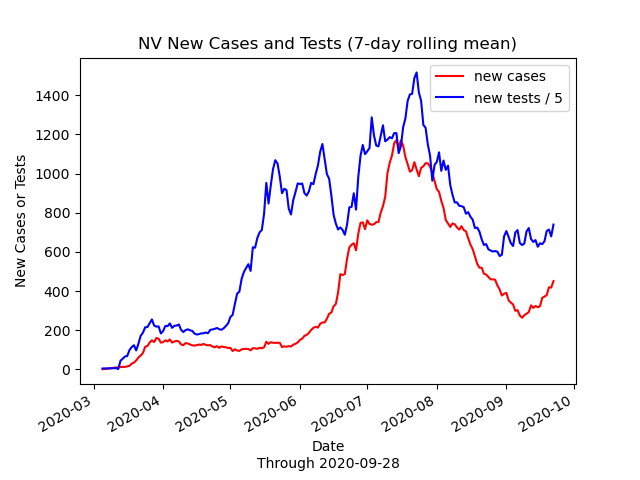 NV New Cases and Tests (7-day rolling mean)
new cases
new tests / 5
New Cases or Tests
1400
1200
1000
800
600
400
200
0
2020-03
2020-04
2020-05
2020-06
2020-07
2020-08
2020-09
2020-10
Date
Through 2020-09-28